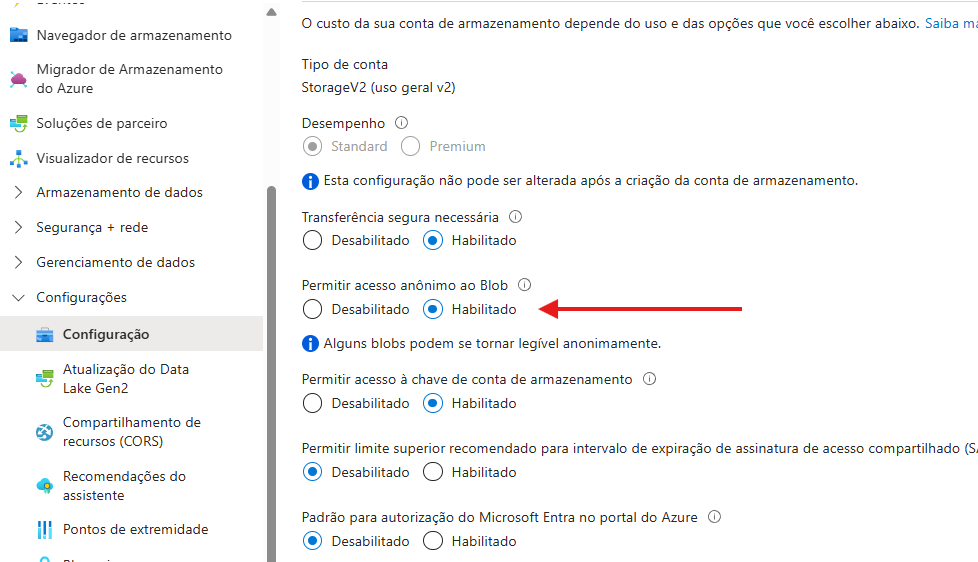 Navegador de armazenamento
Migrador de Armazenamento
do Azure
Soluções de parceiro
Visualizador de recursos
Armazenamento de dados
Segurança + rede
Gerenciamento de dados
Configurações
Configuração
Atualização do Data
Lake Gen2
Compartilhamento de
recursos (CORS)
Recomendações do
assistente
Pontos de extremidade
O custo da sua conta de armazenamento depende do uso e das opções que você escolher abaixo. Saiba
Tipo de conta
StorageV2 (uso geral v2)
Desempenho
Standard Premium
Esta configuração não pode ser alterada após a criação da conta de armazenamento.
Transferência segura necessária
Desabilitado Habilitado
Permitir acesso anônimo ao Blob
Desabilitado Habilitado
Alguns blobs podem se tornar legível anonimamente.
Permitir acesso à chave de conta de armazenamento
Desabilitado Habilitado
Permitir limite superior recomendado para intervalo de expiração de assinatura de acesso compartilhado
Desabilitado Habilitado
Padrão para autorização do Microsoft Entra no portal do Azure
Desabilitado Habilitado